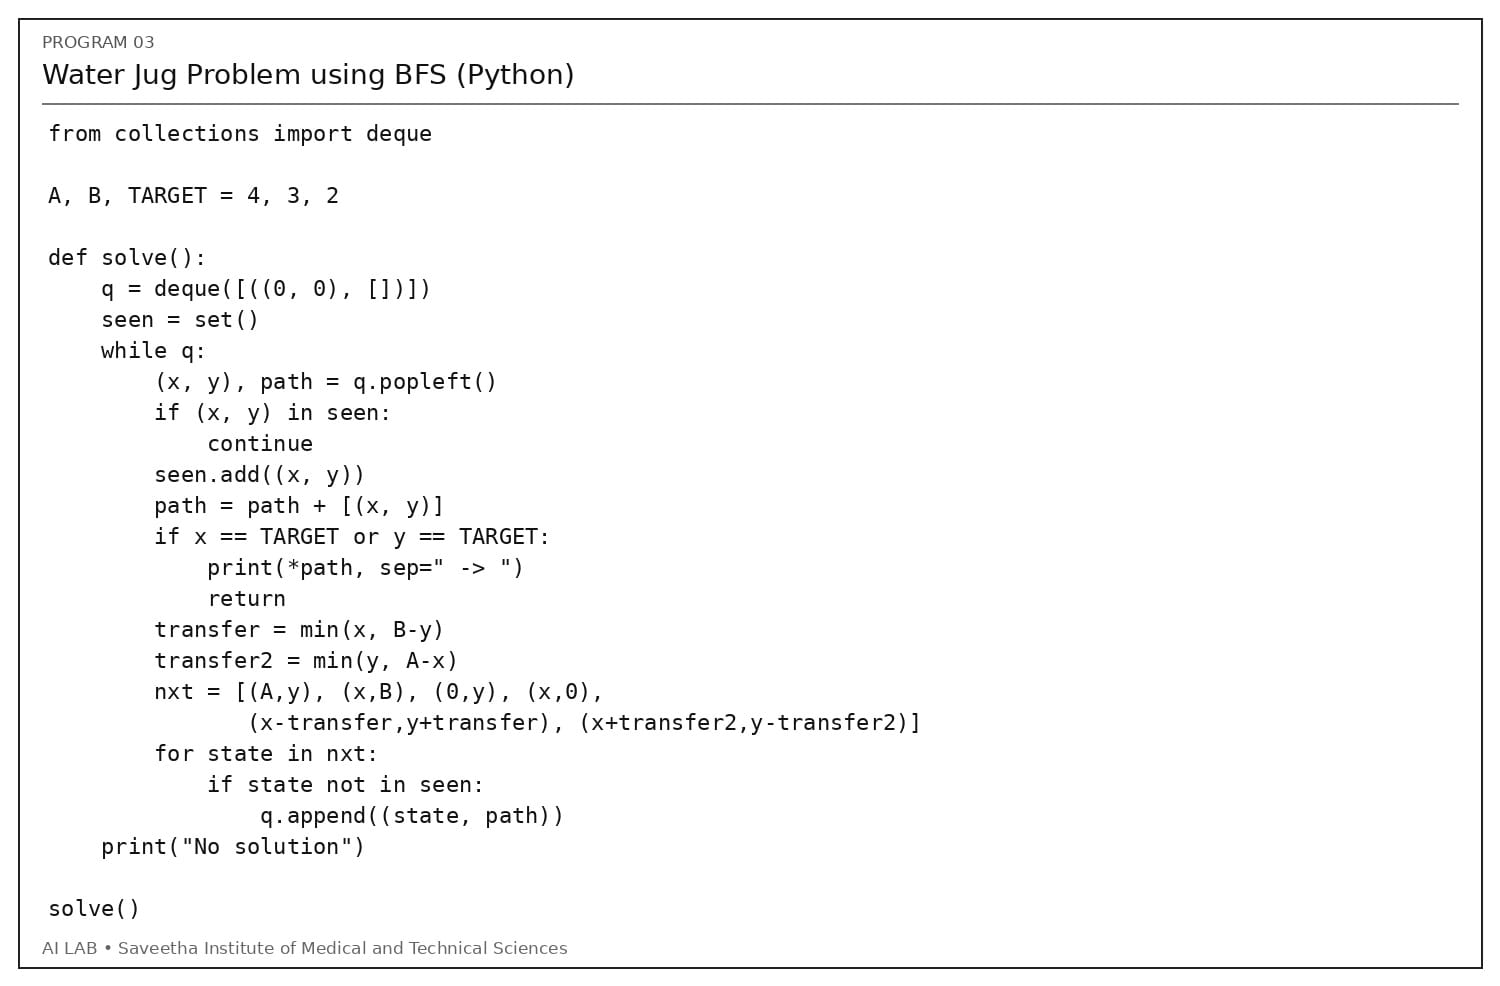 PROGRAM 03
Water Jug Problem using BFS (Python)
from collections import deque

A, B, TARGET = 4, 3, 2

def solve():
    q = deque([((0, 0), [])])
    seen = set()
    while q:
        (x, y), path = q.popleft()
        if (x, y) in seen:
            continue
        seen.add((x, y))
        path = path + [(x, y)]
        if x == TARGET or y == TARGET:
            print(*path, sep=" -> ")
            return
        transfer = min(x, B-y)
        transfer2 = min(y, A-x)
        nxt = [(A,y), (x,B), (0,y), (x,0),
               (x-transfer,y+transfer), (x+transfer2,y-transfer2)]
        for state in nxt:
            if state not in seen:
                q.append((state, path))
    print("No solution")

solve()
AI LAB • Saveetha Institute of Medical and Technical Sciences